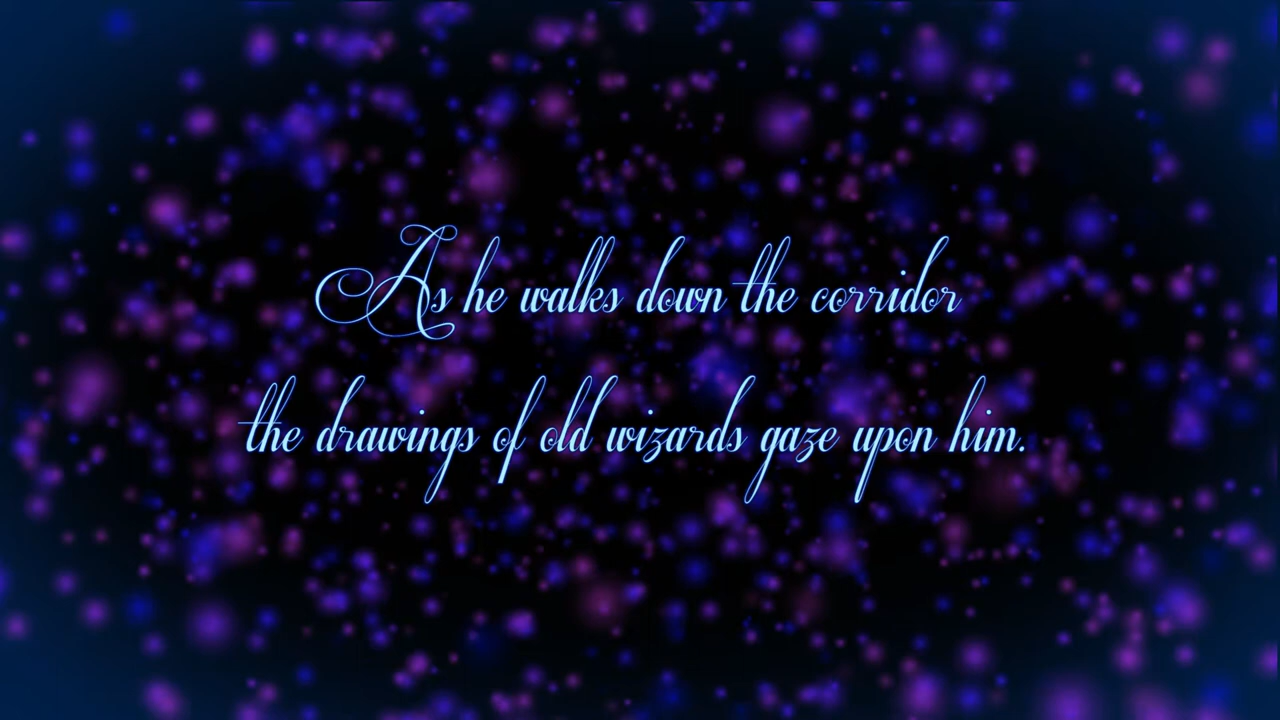 As he walks down the corridor
the drawings of old wizards gaze upon him.